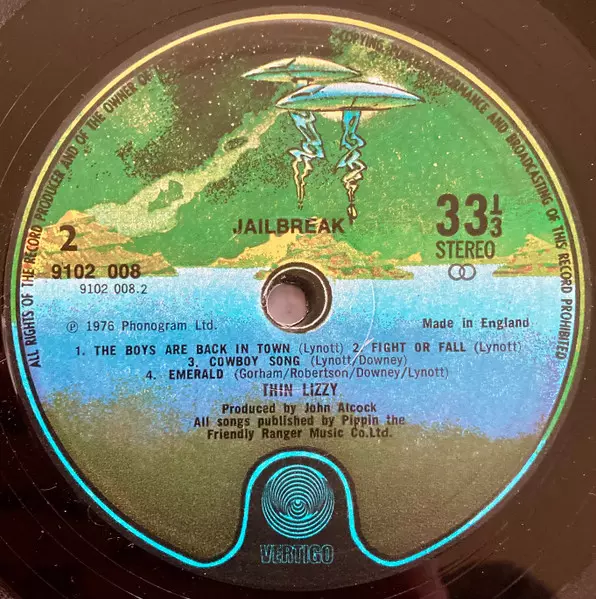 ALL RIGHTS OF THE RECORD PRODUCER AND OF THE OWNER OF
COPYING
PERFORMANCE AND BROADCASTING OF THIS RECORD PROHIBITED
JAILBREAK
2
33⅓
STEREO
9102 008
9102 008.2
℗ 1976 Phonogram Ltd.
Made in England
1. THE BOYS ARE BACK IN TOWN (Lynott) 2. FIGHT OR FALL (Lynott)
3. COWBOY SONG (Lynott/Downey)
4. EMERALD (Gorham/Robertson/Downey/Lynott)
THIN LIZZY
Produced by John Alcock
All songs published by Pippin the
Friendly Ranger Music Co.Ltd.
VERTIGO